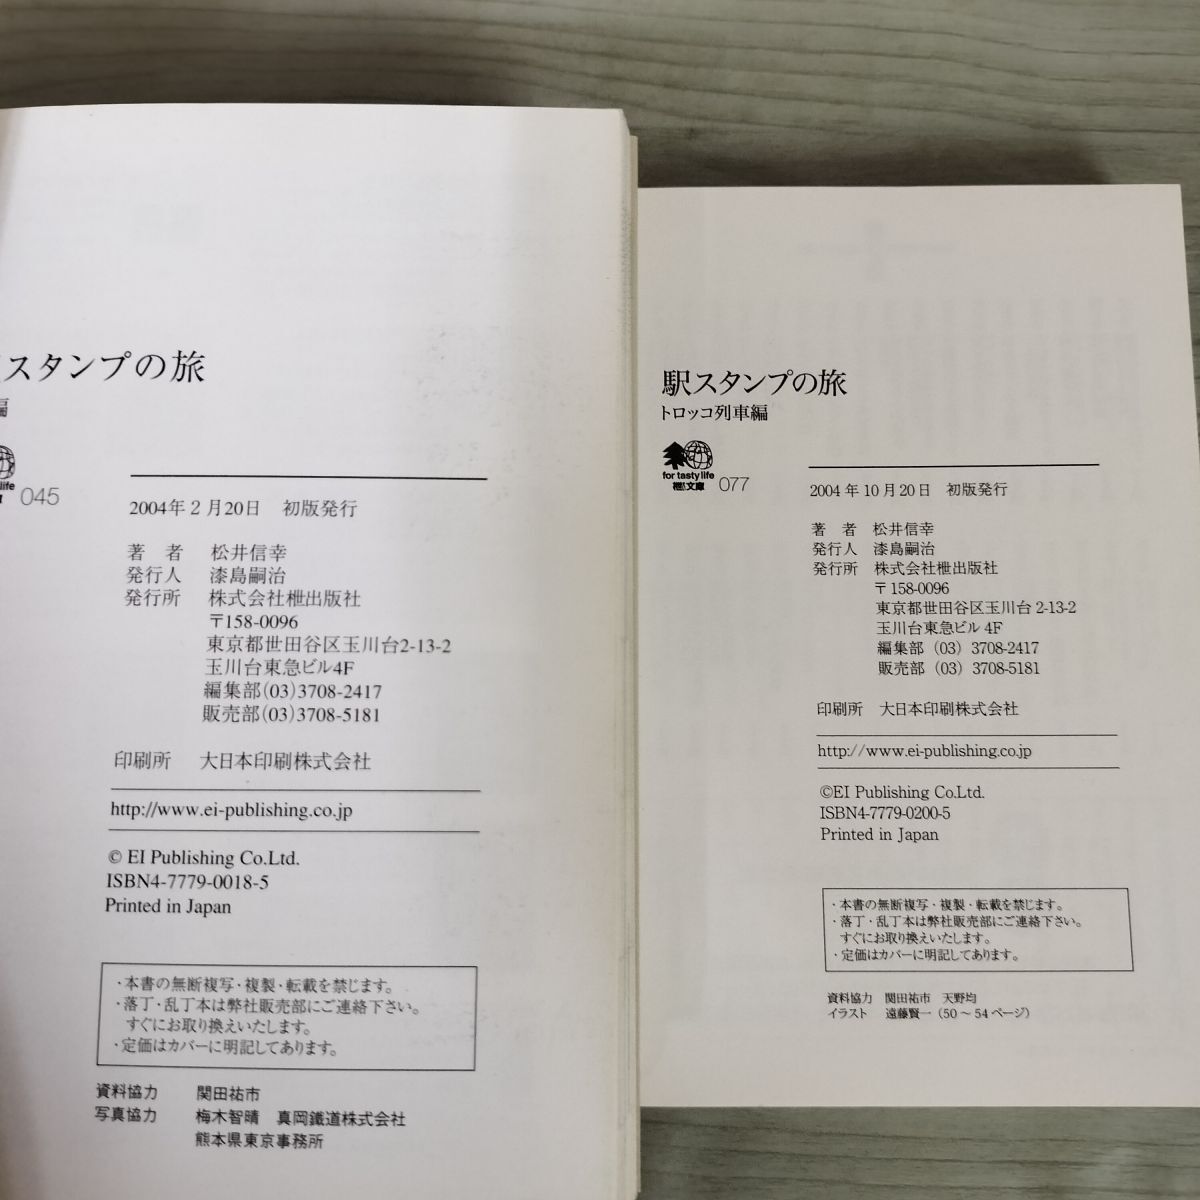 スタンプの旅
編
life
045
2004年2月20日 初版発行
著 者 松井信幸
発行人 漆島嗣治
発行所 株式会社枻出版社
〒158-0096
東京都世田谷区玉川台2-13-2
玉川台東急ビル4F
編集部(03)3708-2417
販売部(03)3708-5181
印刷所 大日本印刷株式会社
http://www.ei-publishing.co.jp
© EI Publishing Co.Ltd.
ISBN4-7779-0018-5
Printed in Japan
・本書の無断複写・複製・転載を禁じます。
・落丁・乱丁本は弊社販売部にご連絡下さい。
すぐにお取り換えいたします。
・定価はカバーに明記してあります。
資料協力 関田祐市
写真協力 梅木智晴 真岡鐵道株式会社
熊本県東京事務所
駅スタンプの旅
トロッコ列車編
for tasty life
枻文庫 077
2004年10月20日 初版発行
著 者 松井信幸
発行人 漆島嗣治
発行所 株式会社枻出版社
〒158-0096
東京都世田谷区玉川台 2-13-2
玉川台東急ビル 4F
編集部 (03) 3708-2417
販売部 (03) 3708-5181
印刷所 大日本印刷株式会社
http://www.ei-publishing.co.jp
©EI Publishing Co.Ltd.
ISBN4-7779-0200-5
Printed in Japan
・本書の無断複写・複製・転載を禁じます。
・落丁・乱丁本は弊社販売部にご連絡下さい。
すぐにお取り換えいたします。
・定価はカバーに明記してあります。
資料協力 関田祐市 天野均
イラスト 遠藤賢一(50～54ページ)